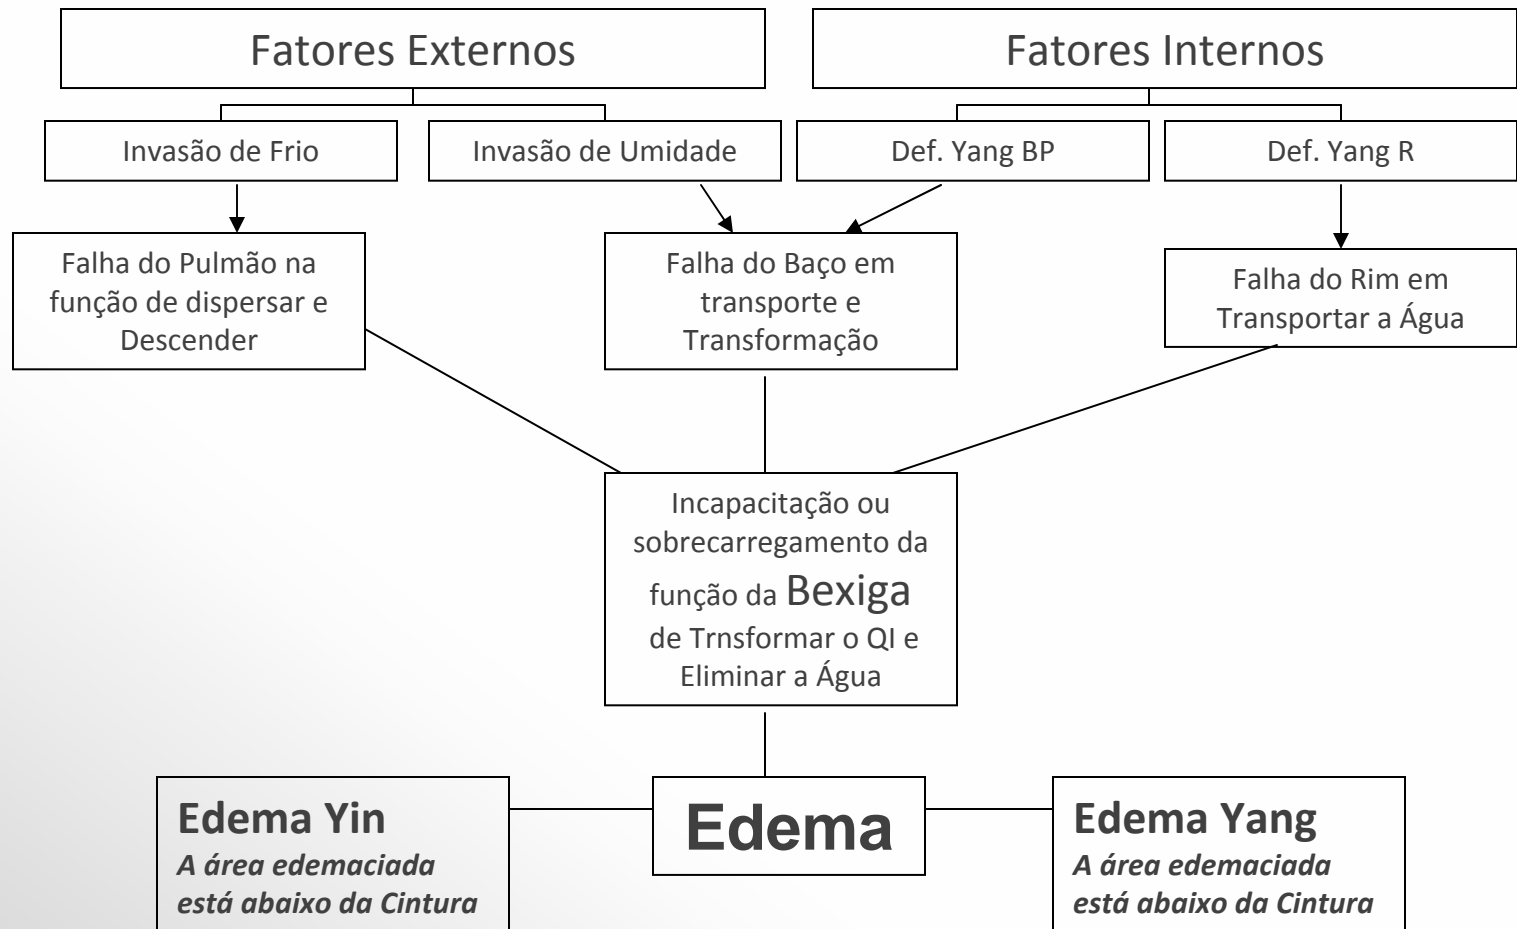 Fatores Externos
Fatores Internos
Invasão de Frio
Invasão de Umidade
Def. Yang BP
Def. Yang R
Falha do Pulmão na
função de dispersar e
Descender
Falha do Baço em
transporte e
Transformação
Falha do Rim em
Transportar a Água
Incapacitação ou
sobrecarregamento da
função da Bexiga
de Trnsformar o QI e
Eliminar a Água
Edema Yin
A área edemaciada
está abaixo da Cintura
Edema
Edema Yang
A área edemaciada
está abaixo da Cintura